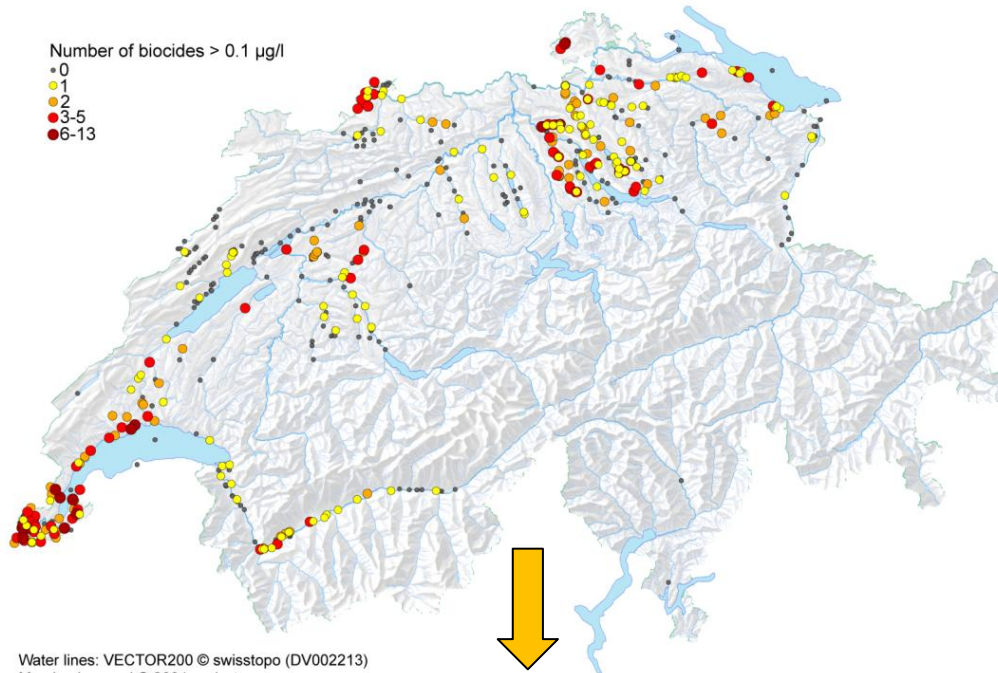 Number of biocides > 0.1 µg/l
0
1
2
3-5
6-13
Water lines: VECTOR200 © swisstopo (DV002213)